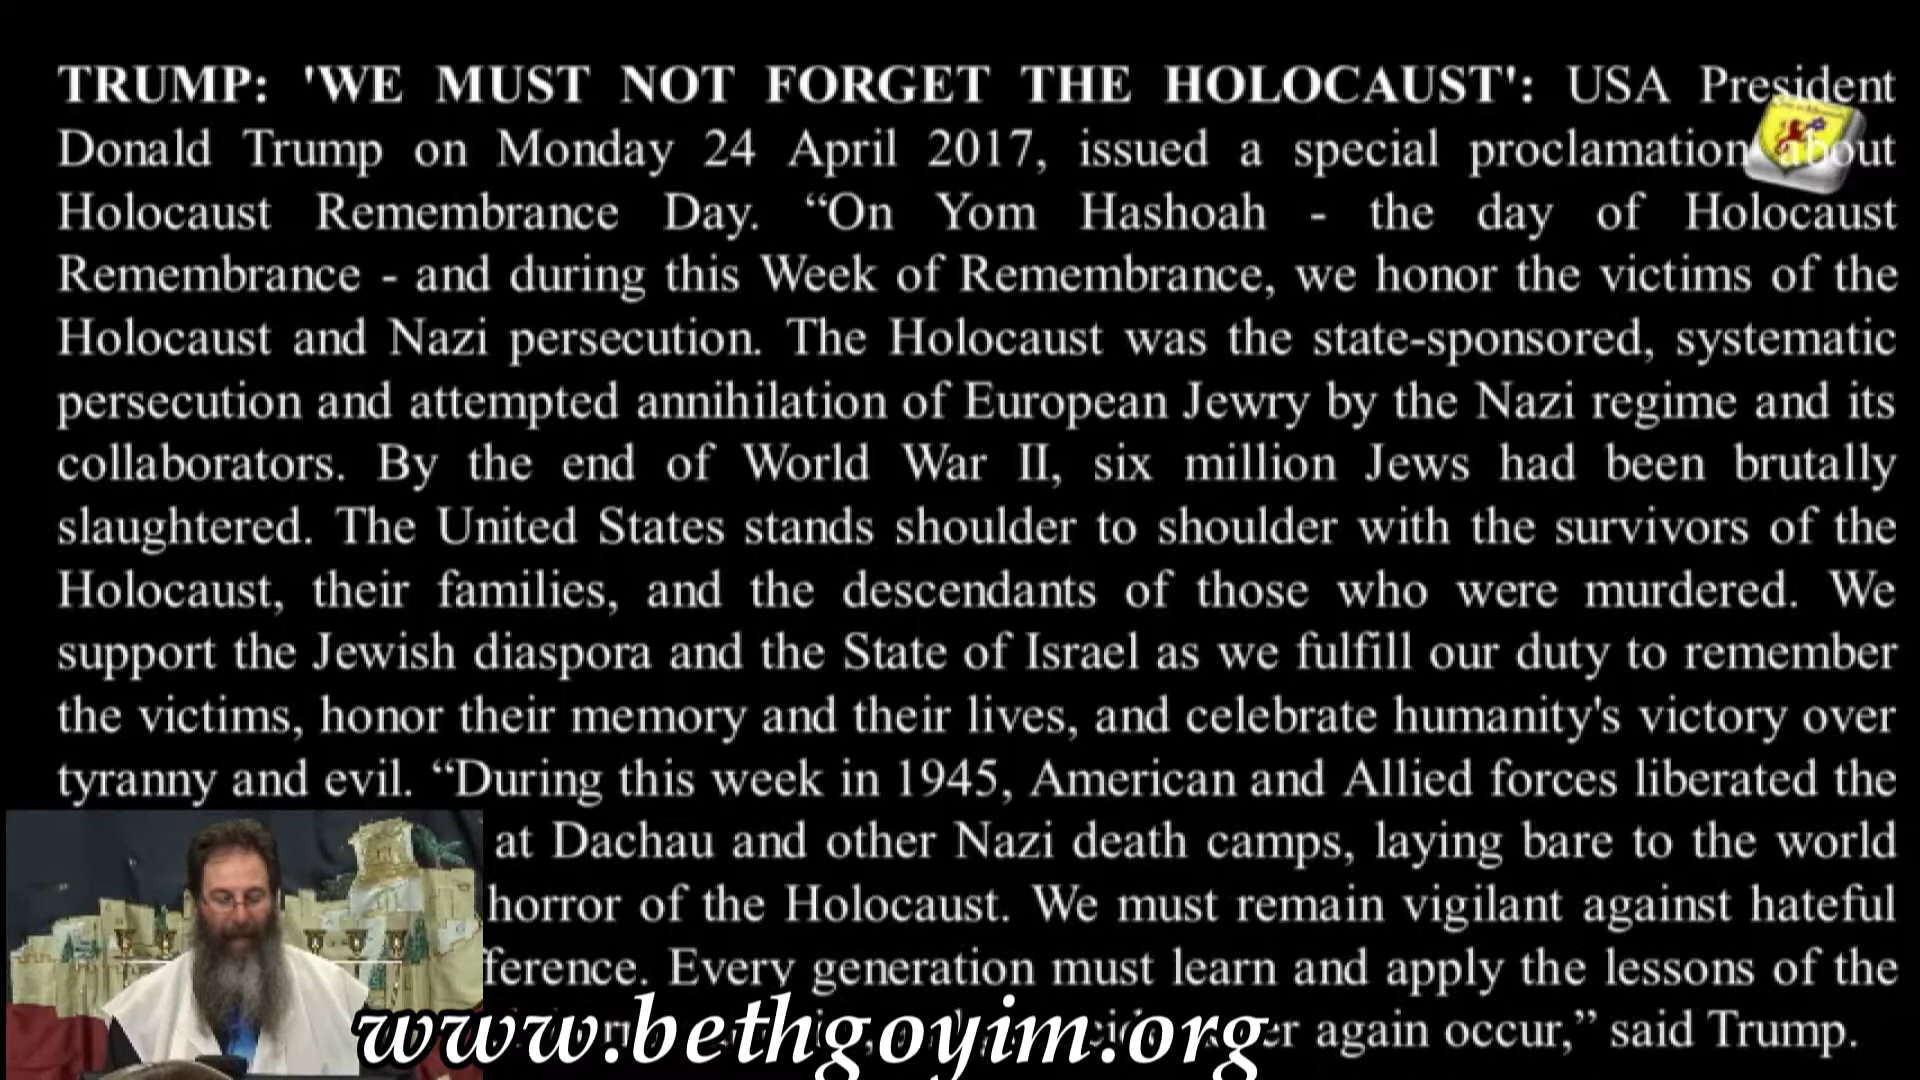 TRUMP: 'WE MUST NOT FORGET THE HOLOCAUST': USA President
Donald Trump on Monday 24 April 2017, issued a special proclamation about
Holocaust Remembrance Day. “On Yom Hashoah - the day of Holocaust
Remembrance - and during this Week of Remembrance, we honor the victims of the
Holocaust and Nazi persecution. The Holocaust was the state-sponsored, systematic
persecution and attempted annihilation of European Jewry by the Nazi regime and its
collaborators. By the end of World War II, six million Jews had been brutally
slaughtered. The United States stands shoulder to shoulder with the survivors of the
Holocaust, their families, and the descendants of those who were murdered. We
support the Jewish diaspora and the State of Israel as we fulfill our duty to remember
the victims, honor their memory and their lives, and celebrate humanity's victory over
tyranny and evil. “During this week in 1945, American and Allied forces liberated the
at Dachau and other Nazi death camps, laying bare to the world
horror of the Holocaust. We must remain vigilant against hateful
ference. Every generation must learn and apply the lessons of the
again occur,” said Trump.
www.bethgoyim.org